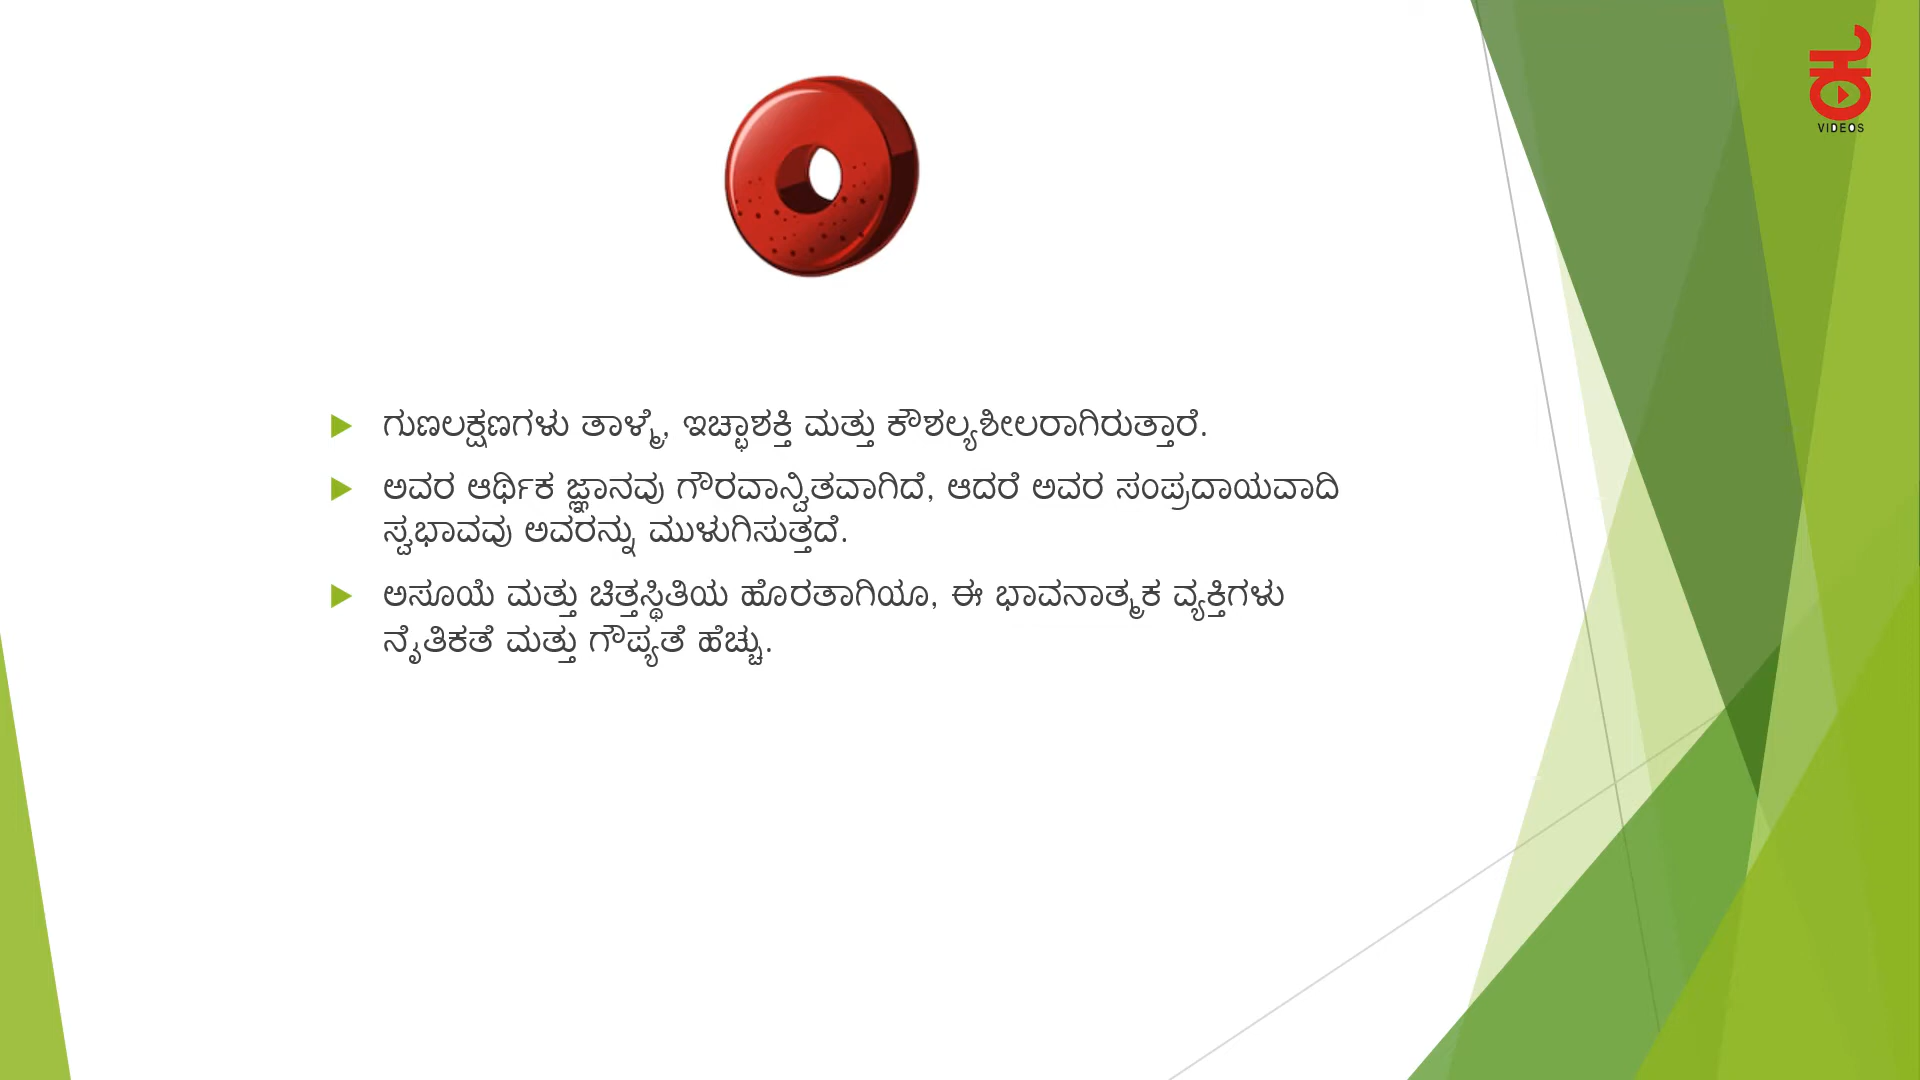 VIDEOS
ಗುಣಲಕ್ಷಣಗಳು ತಾಳ್ಮೆ, ಇಚ್ಛಾಶಕ್ತಿ ಮತ್ತು ಕೌಶಲ್ಯಶೀಲರಾಗಿರುತ್ತಾರೆ.
ಅವರ ಆರ್ಥಿಕ ಜ್ಞಾನವು ಗೌರವಾನ್ವಿತವಾಗಿದೆ, ಆದರೆ ಅವರ ಸಂಪ್ರದಾಯವಾದಿ
ಸ್ವಭಾವವು ಅವರನ್ನು ಮುಳುಗಿಸುತ್ತದೆ.
ಅಸೂಯೆ ಮತ್ತು ಚಿತ್ತಸ್ಥಿತಿಯ ಹೊರತಾಗಿಯೂ, ಈ ಭಾವನಾತ್ಮಕ ವ್ಯಕ್ತಿಗಳು
ನೈತಿಕತೆ ಮತ್ತು ಗೌಪ್ಯತೆ ಹೆಚ್ಚು.